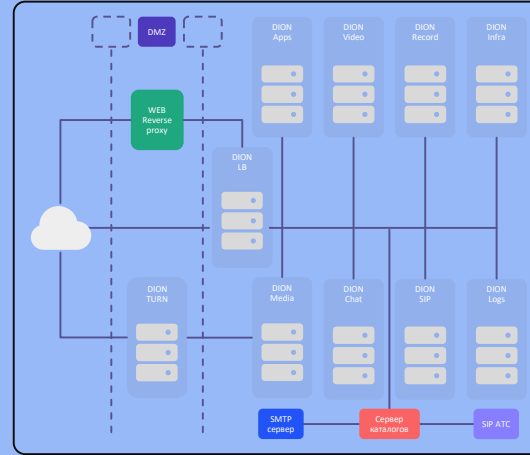 DMZ
DION
Apps
DION
Video
DION
Record
DION
Infra
WEB
Reverse
proxy
DION
LB
DION
TURN
DION
Media
DION
Chat
DION
SIP
DION
Logs
SMTP
сервер
Сервер
каталогов
SIP АТС